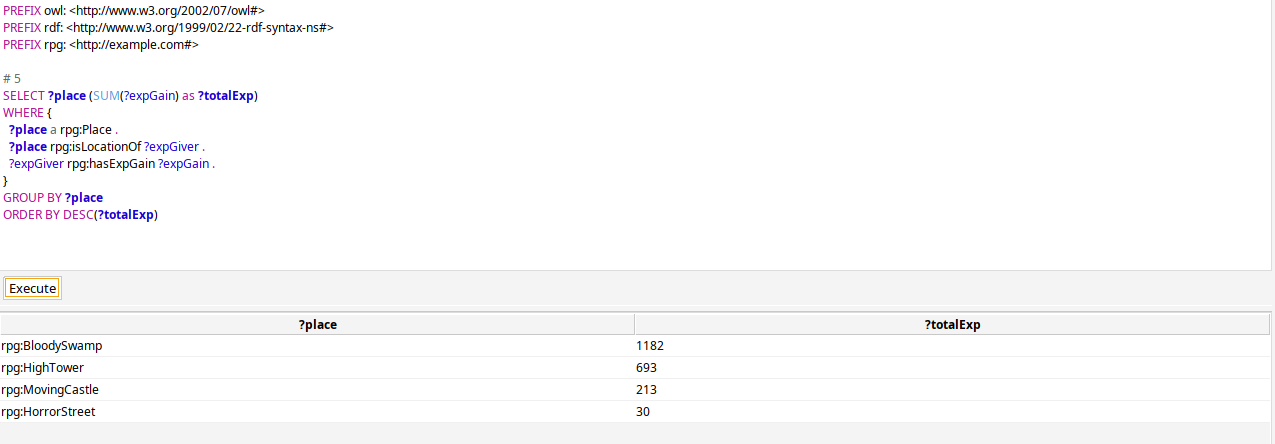 PREFIX owl: <http://www.w3.org/2002/07/owl#>
PREFIX rdf: <http://www.w3.org/1999/02/22-rdf-syntax-ns#>
PREFIX rpg: <http://example.com#>
# 5
SELECT ?place (SUM(?expGain) as ?totalExp)
WHERE {
?place a rpg:Place .
?place rpg:isLocationOf ?expGiver .
?expGiver rpg:hasExpGain ?expGain .
}
GROUP BY ?place
ORDER BY DESC(?totalExp)
Execute
?place ?totalExp
rpg:BloodySwamp 1182
rpg:HighTower 693
rpg:MovingCastle 213
rpg:HorrorStreet 30